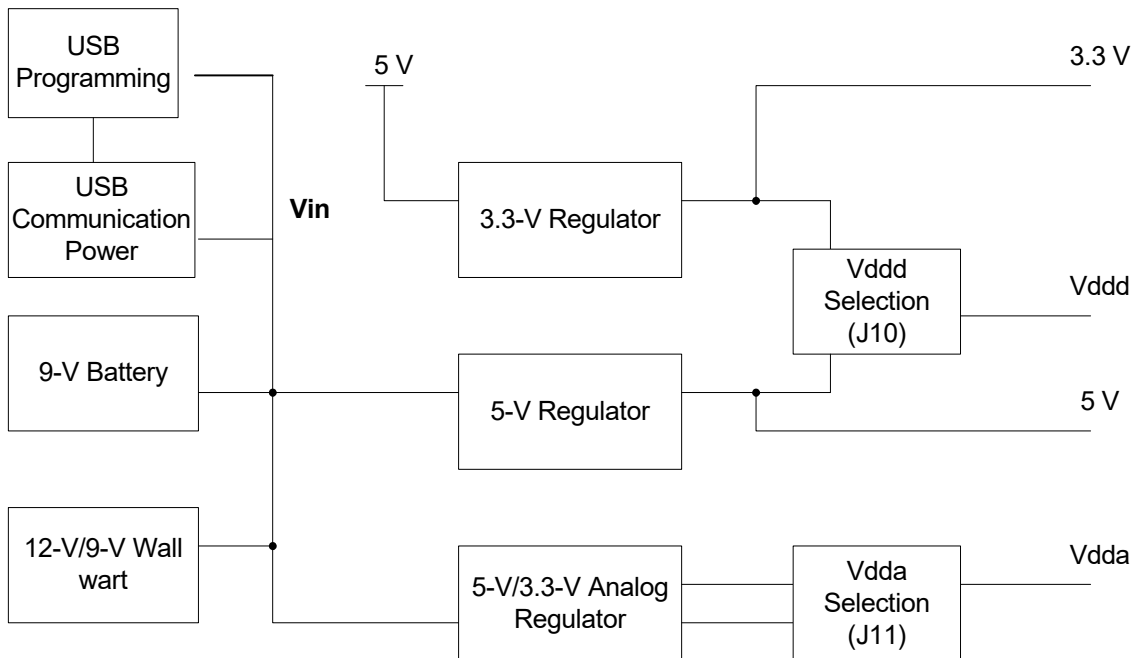 USB
Programming
5 V
3.3 V
USB
Communication
Power
Vin
3.3-V Regulator
Vddd
Selection
(J10)
Vddd
9-V Battery
5-V Regulator
5 V
12-V/9-V Wall
wart
5-V/3.3-V Analog
Regulator
Vdda
Selection
(J11)
Vdda